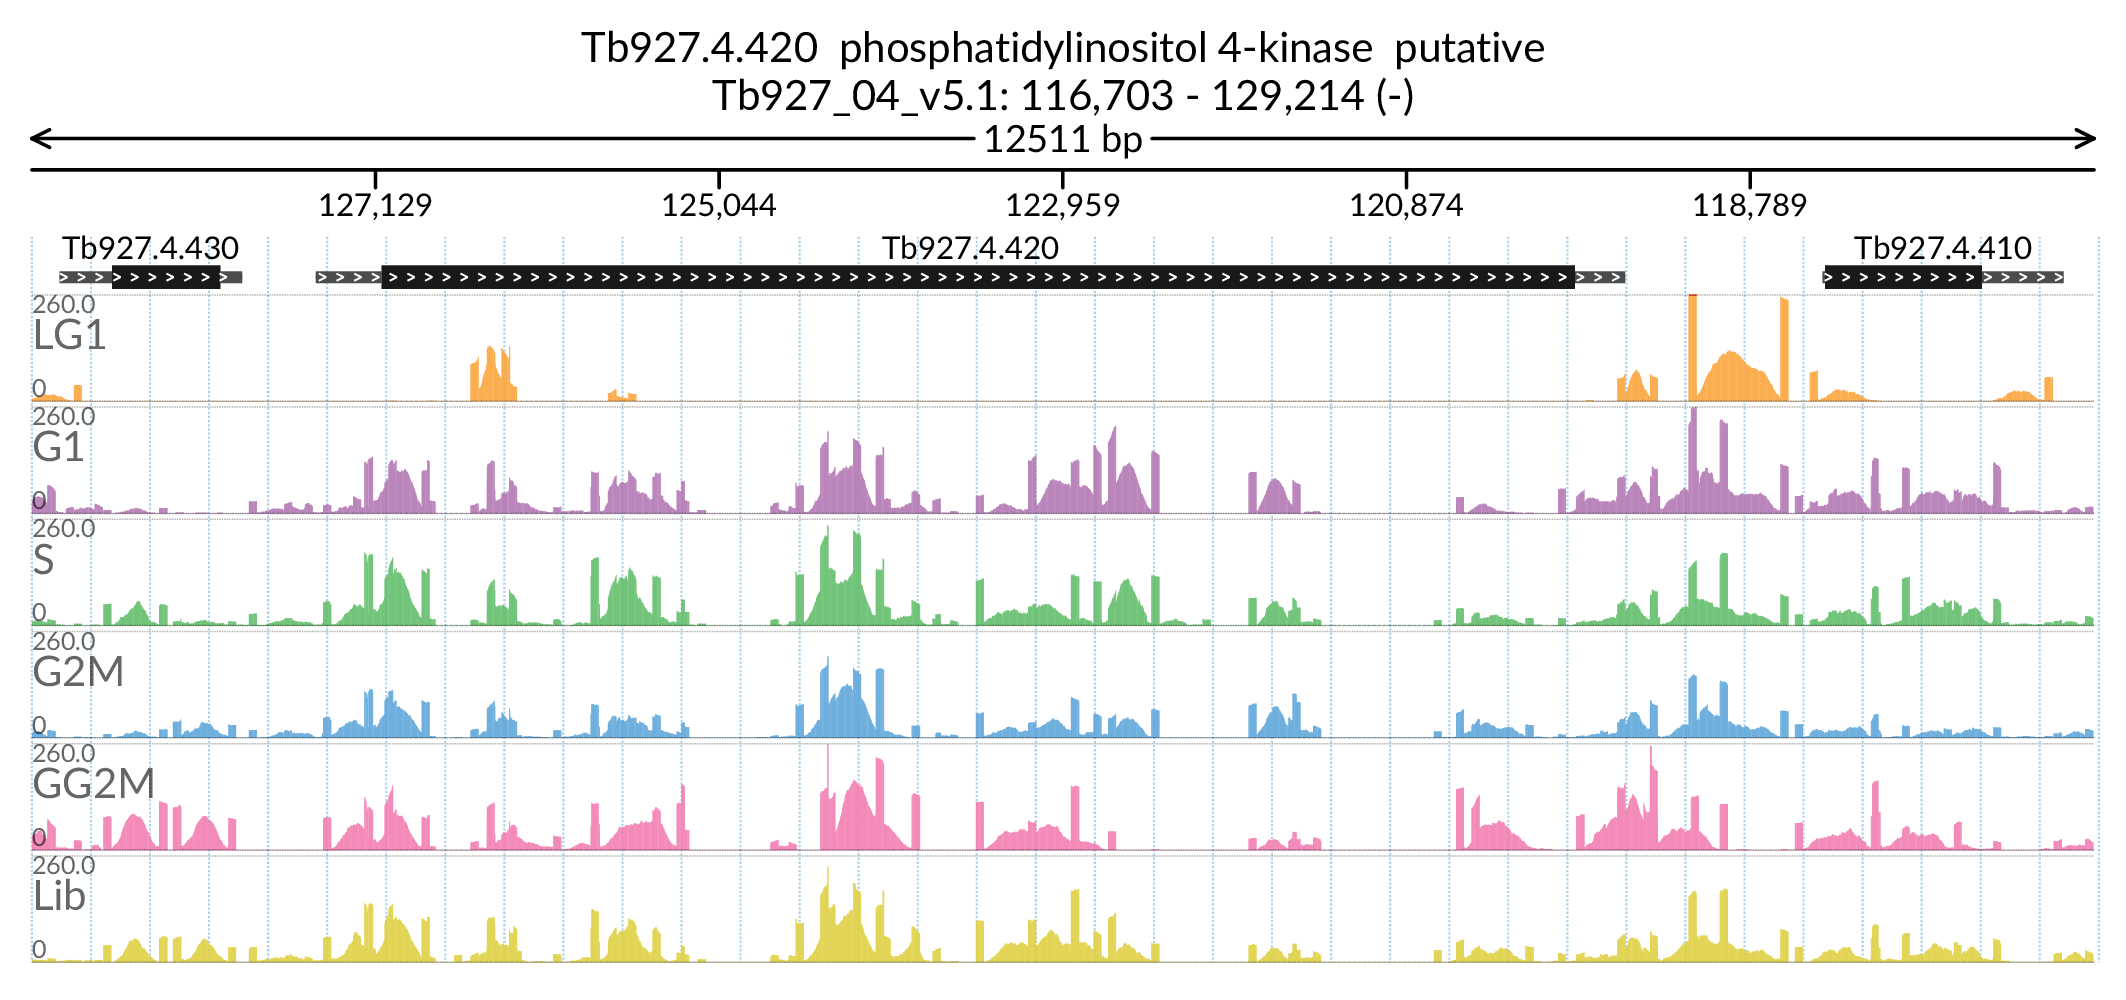 Tb927.4.420 phosphatidylinositol 4-kinase putative
Tb927_04_v5.1: 116,703 - 129,214 (-)
12511 bp
127,129 125,044 122,959 120,874 118,789
Tb927.4.430 Tb927.4.420 Tb927.4.410
260.0
LG1
0
260.0
G1
0
260.0
S
0
260.0
G2M
0
260.0
GG2M
0
260.0
Lib
0